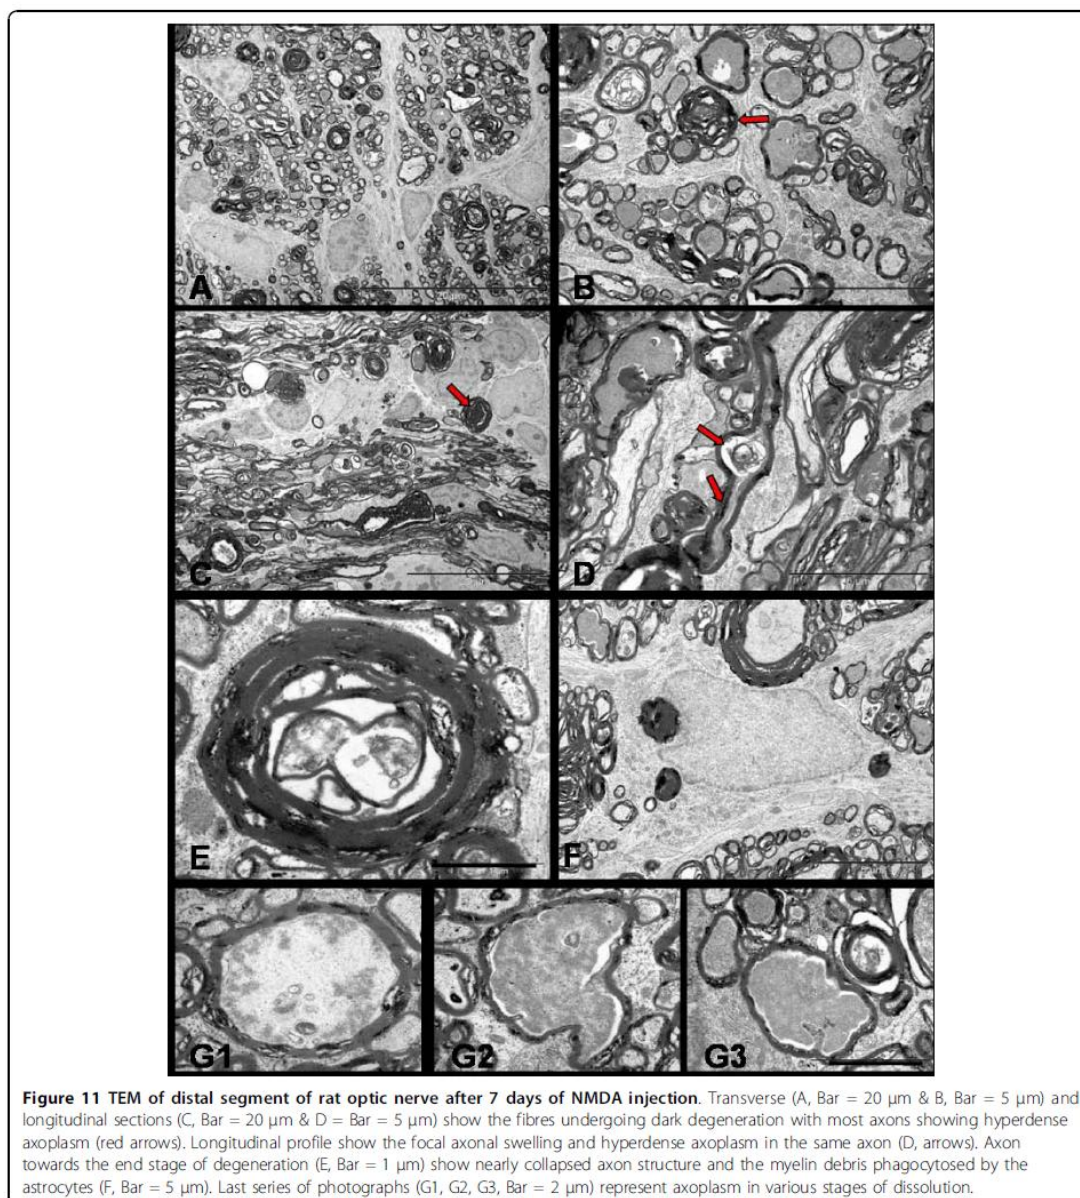 A
B
C
D
E
F
G1
G2
G3
Figure 11 TEM of distal segment of rat optic nerve after 7 days of NMDA injection. Transverse (A, Bar = 20 μm & B, Bar = 5 μm) and
longitudinal sections (C, Bar = 20 μm & D = Bar = 5 μm) show the fibres undergoing dark degeneration with most axons showing hyperdense
axoplasm (red arrows). Longitudinal profile show the focal axonal swelling and hyperdense axoplasm in the same axon (D, arrows). Axon
towards the end stage of degeneration (E, Bar = 1 μm) show nearly collapsed axon structure and the myelin debris phagocytosed by the
astrocytes (F, Bar = 5 μm). Last series of photographs (G1, G2, G3, Bar = 2 μm) represent axoplasm in various stages of dissolution.